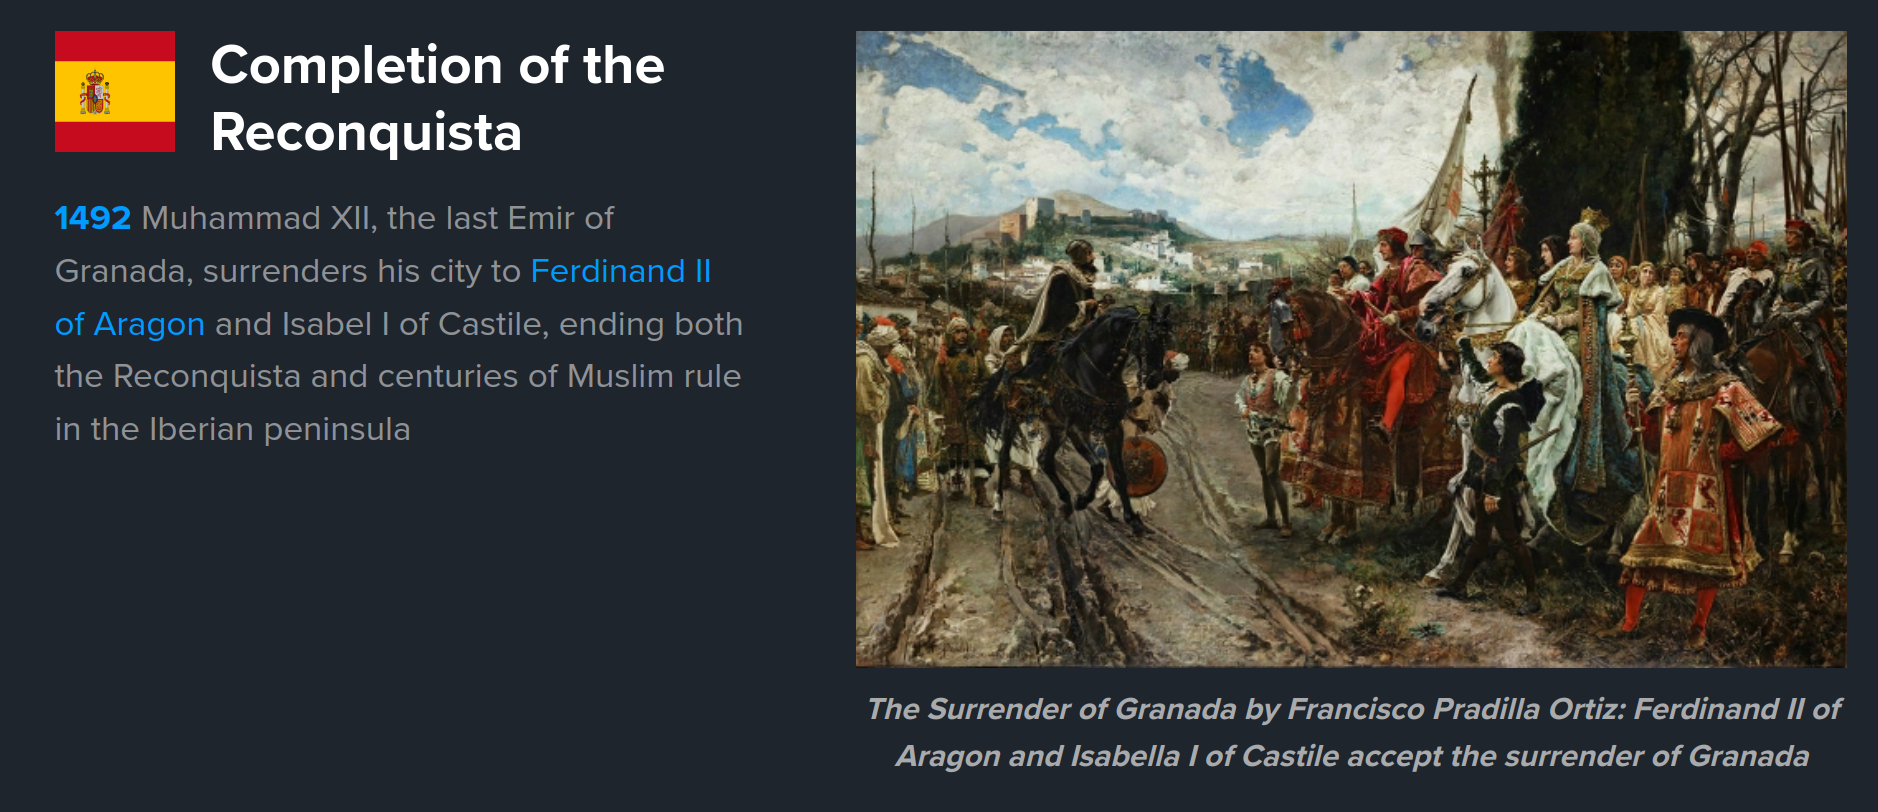 Completion of the
Reconquista
1492 Muhammad XII, the last Emir of
Granada, surrenders his city to Ferdinand II
of Aragon and Isabel I of Castile, ending both
the Reconquista and centuries of Muslim rule
in the Iberian peninsula
The Surrender of Granada by Francisco Pradilla Ortiz: Ferdinand II of
Aragon and Isabella I of Castile accept the surrender of Granada